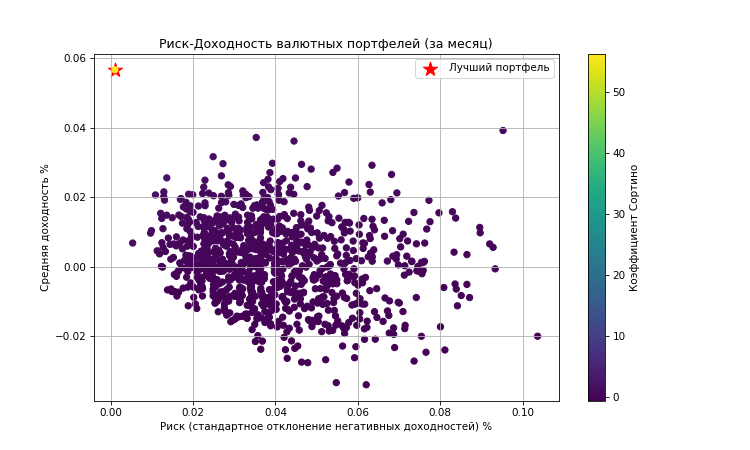 Риск-Доходность валютных портфелей (за месяц)
Лучший портфель
Средняя доходность %
0.06
0.04
0.02
0.00
−0.02
0.00 0.02 0.04 0.06 0.08 0.10
Риск (стандартное отклонение негативных доходностей) %
50
40
30
20
10
0
Коэффициент Сортино